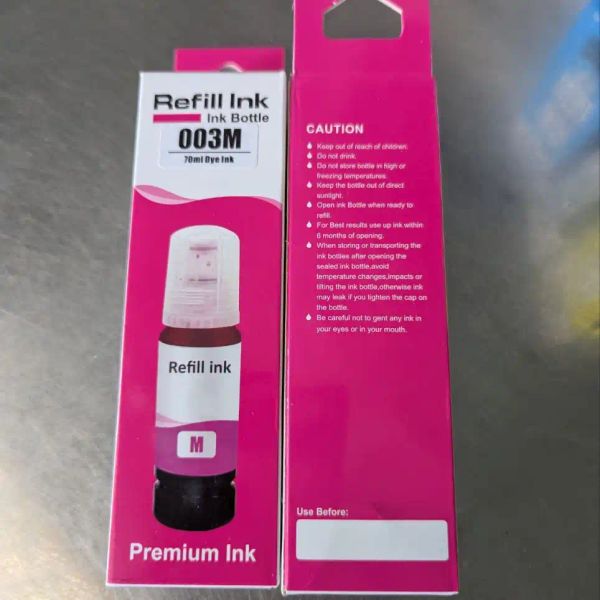 Refill Ink
Ink Bottle
003M
70ml Dye Ink
Refill ink
M
Premium Ink
CAUTION
Keep out of reach of children.
Do not drink.
Do not store bottle in high or
freezing temperatures.
Keep the bottle out of direct
sunlight.
Open ink Bottle when ready to
refill.
For Best results use up ink within
6 months of opening.
When storing or transporting the
ink bottles after opening the
sealed ink bottle,avoid
temperature changes,impacts or
tilting the ink bottle,otherwise ink
may leak if you tighten the cap on
the bottle.
Be careful not to gent any ink in
your eyes or in your mouth.
Use Before: